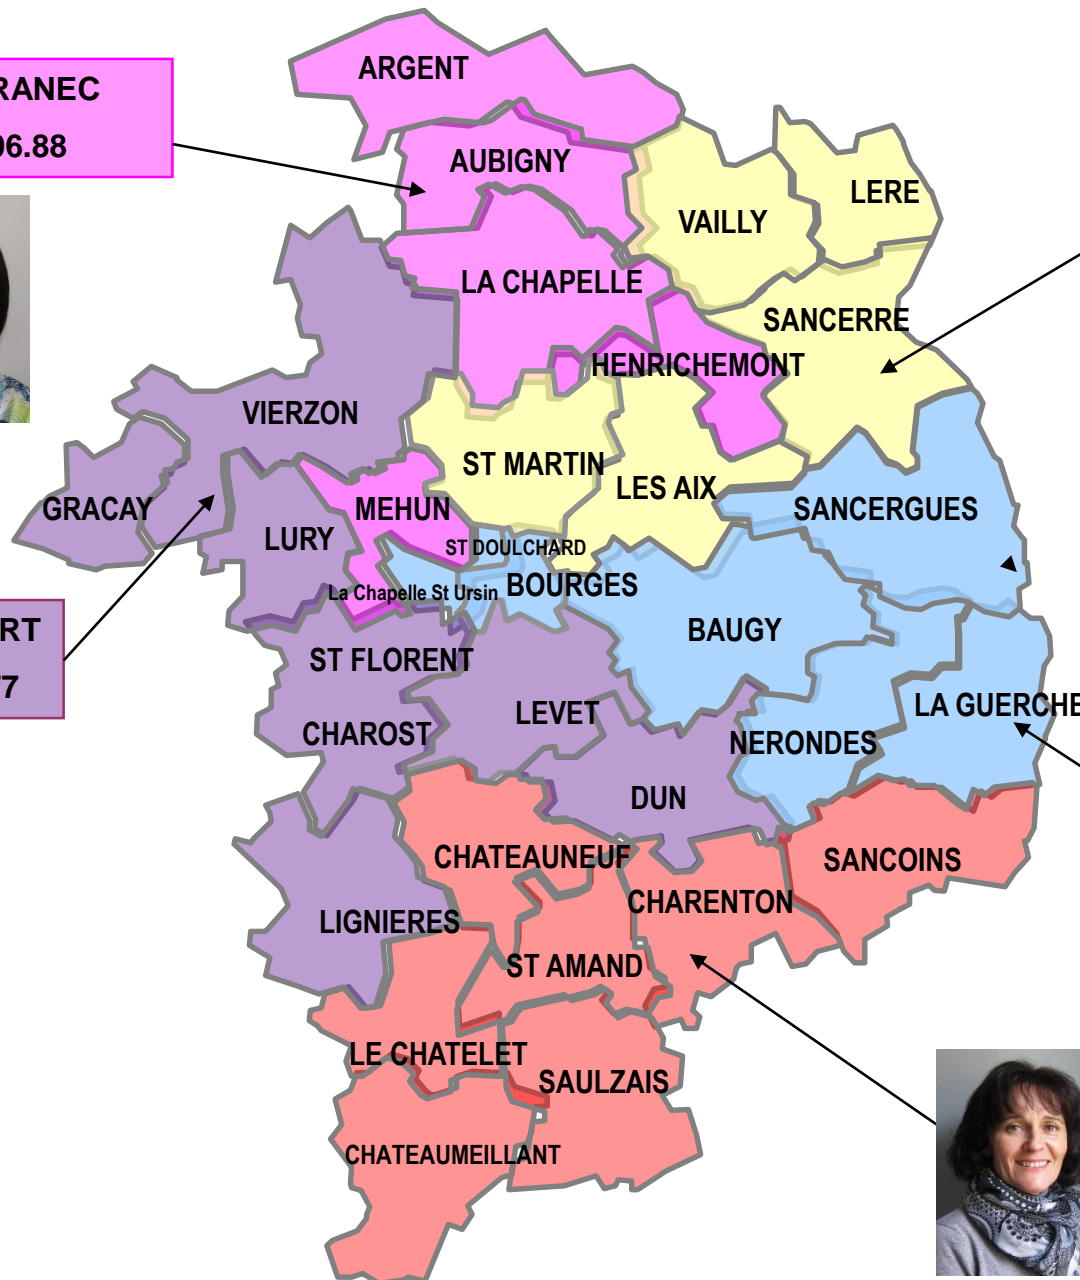 ARGENT
RANEC
06.88
AUBIGNY
LERE
VAILLY
LA CHAPELLE
SANCERRE
HENRICHEMONT
VIERZON
ST MARTIN
LES AIX
GRACAY
MEHUN
SANCERGUES
LURY
ST DOULCHARD
BOURGES
La Chapelle St Ursin
RT
77
BAUGY
ST FLORENT
LEVET
LA GUERCHE
CHAROST
NERONDES
DUN
CHATEAUNEUF
SANCOINS
CHARENTON
LIGNIERES
ST AMAND
LE CHATELET
SAULZAIS
CHATEAUMEILLANT